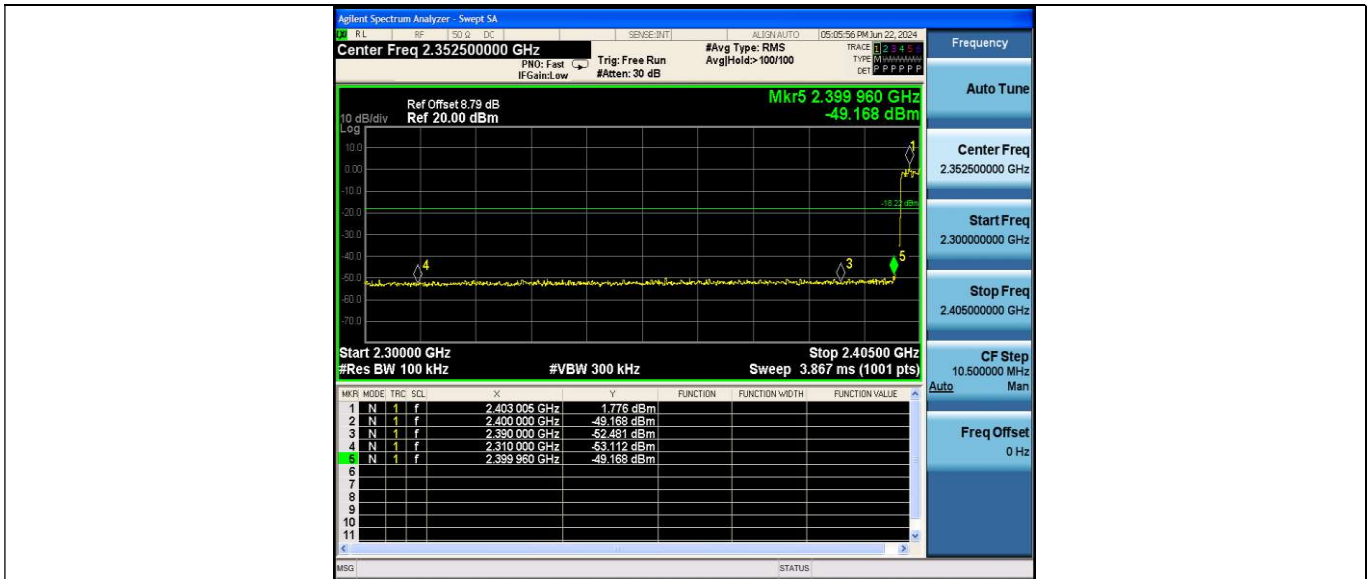 Agilent Spectrum Analyzer - Swept SA
LXI RL RF 50 Ω DC SENSE:INT ALIGN AUTO 05:05:56 PM Jun 22, 2024
Center Freq 2.352500000 GHz
PNO: Fast
IFGain:Low
Trig: Free Run
#Atten: 30 dB
#Avg Type: RMS
Avg|Hold:>100/100
TRACE 1 2 3 4 5 6
TYPE M
DET P P P P P P
Mkr5 2.399 960 GHz
-49.168 dBm
Ref Offset 8.79 dB
10 dB/div Ref 20.00 dBm
Log
10.0
0.00
-10.0
-20.0
-30.0
-40.0
-50.0
-60.0
-70.0
1
-18.22 dBm
4
3
5
Start 2.30000 GHz Stop 2.40500 GHz
#Res BW 100 kHz #VBW 300 kHz Sweep 3.867 ms (1001 pts)
MKR MODE TRC SCL X Y FUNCTION FUNCTION WIDTH FUNCTION VALUE
1 N 1 f 2.403 005 GHz 1.776 dBm
2 N 1 f 2.400 000 GHz -49.168 dBm
3 N 1 f 2.390 000 GHz -52.481 dBm
4 N 1 f 2.310 000 GHz -53.112 dBm
5 N 1 f 2.399 960 GHz -49.168 dBm
6
7
8
9
10
11
MSG STATUS
Frequency
Auto Tune
Center Freq
2.352500000 GHz
Start Freq
2.300000000 GHz
Stop Freq
2.405000000 GHz
CF Step
10.500000 MHz
Auto Man
Freq Offset
0 Hz